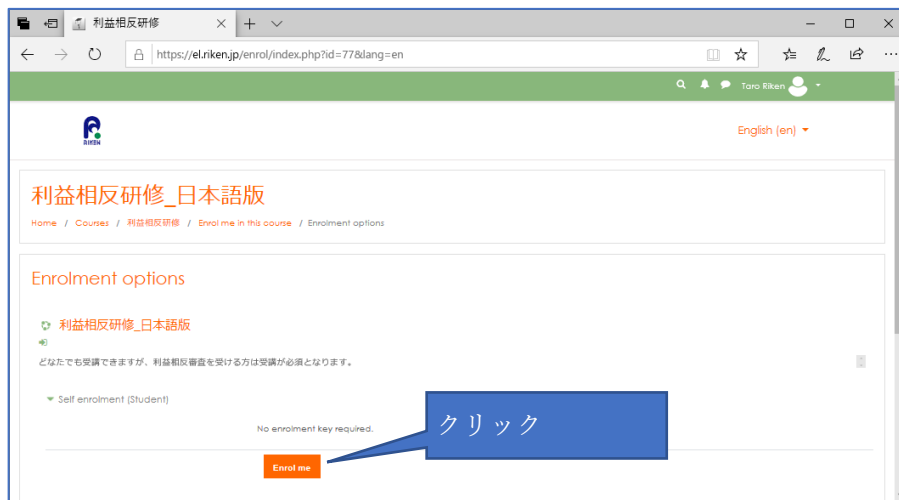 利益相反研修
https://el.riken.jp/enrol/index.php?id=77&lang=en
Taro Riken
RIKEN
English (en)
利益相反研修_日本語版
Home / Courses / 利益相反研修 / Enrol me in this course / Enrolment options
Enrolment options
利益相反研修_日本語版
どなたでも受講できますが、利益相反審査を受ける方は受講が必須となります。
Self enrolment (Student)
No enrolment key required.
クリック
Enrol me